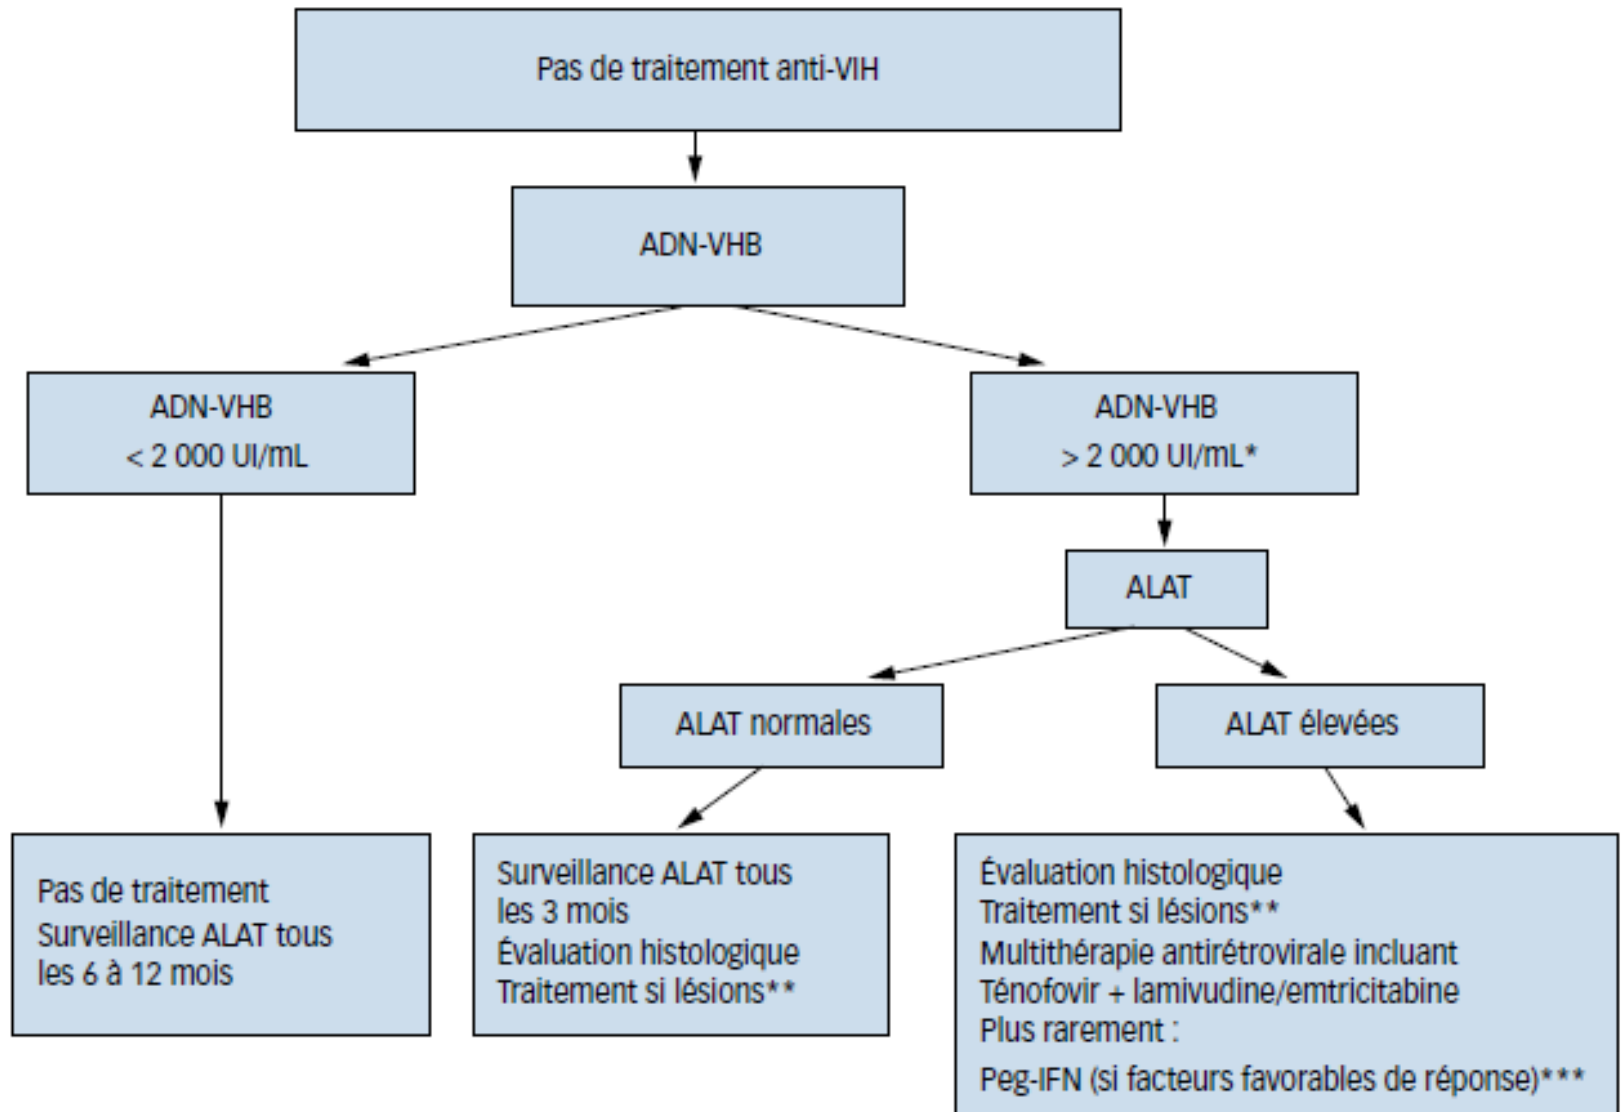 Pas de traitement anti-VIH
ADN-VHB
ADN-VHB
< 2 000 UI/mL
ADN-VHB
> 2 000 UI/mL*
ALAT
ALAT normales
ALAT élevées
Pas de traitement
Surveillance ALAT tous
les 6 à 12 mois
Surveillance ALAT tous
les 3 mois
Évaluation histologique
Traitement si lésions**
Évaluation histologique
Traitement si lésions**
Multithérapie antirétrovirale incluant
Ténofovir + lamivudine/emtricitabine
Plus rarement :
Peg-IFN (si facteurs favorables de réponse)***